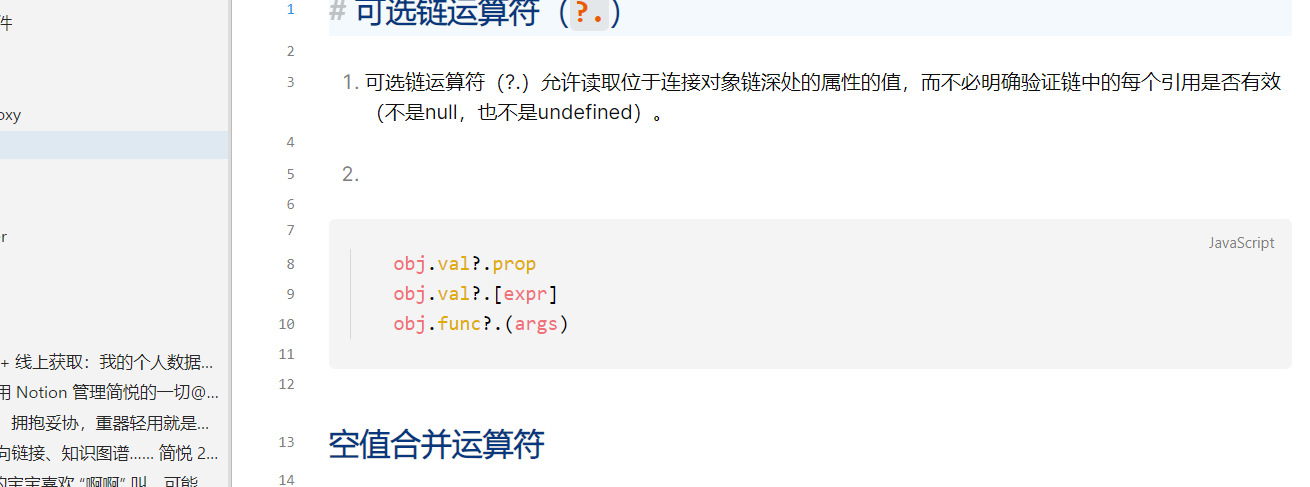 件
oxy
r
+ 线上获取：我的个人数据...
用 Notion 管理简悦的一切@...
拥抱妥协，重器轻用就是...
向链接、知识图谱...... 简悦 2...
的宝宝喜欢 “啊啊” 叫，可能
1 # 可选链运算符（?.）
2
3 1. 可选链运算符（?.）允许读取位于连接对象链深处的属性的值，而不必明确验证链中的每个引用是否有效
（不是null，也不是undefined）。
4
5 2.
6
7
JavaScript
8 obj.val?.prop
9 obj.val?.[expr]
10 obj.func?.(args)
11
12
13 空值合并运算符
14